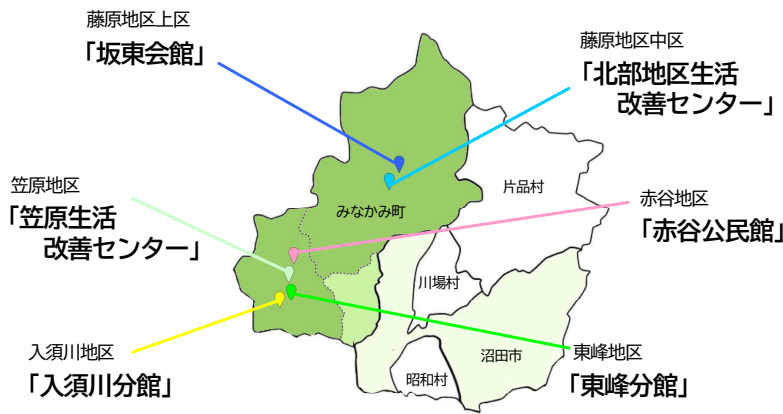 藤原地区上区
「坂東会館」
藤原地区中区
「北部地区生活
改善センター」
笠原地区
「笠原生活
改善センター」
みなかみ町
片品村
赤谷地区
「赤谷公民館」
川場村
入須川地区
「入須川分館」
昭和村
沼田市
東峰地区
「東峰分館」